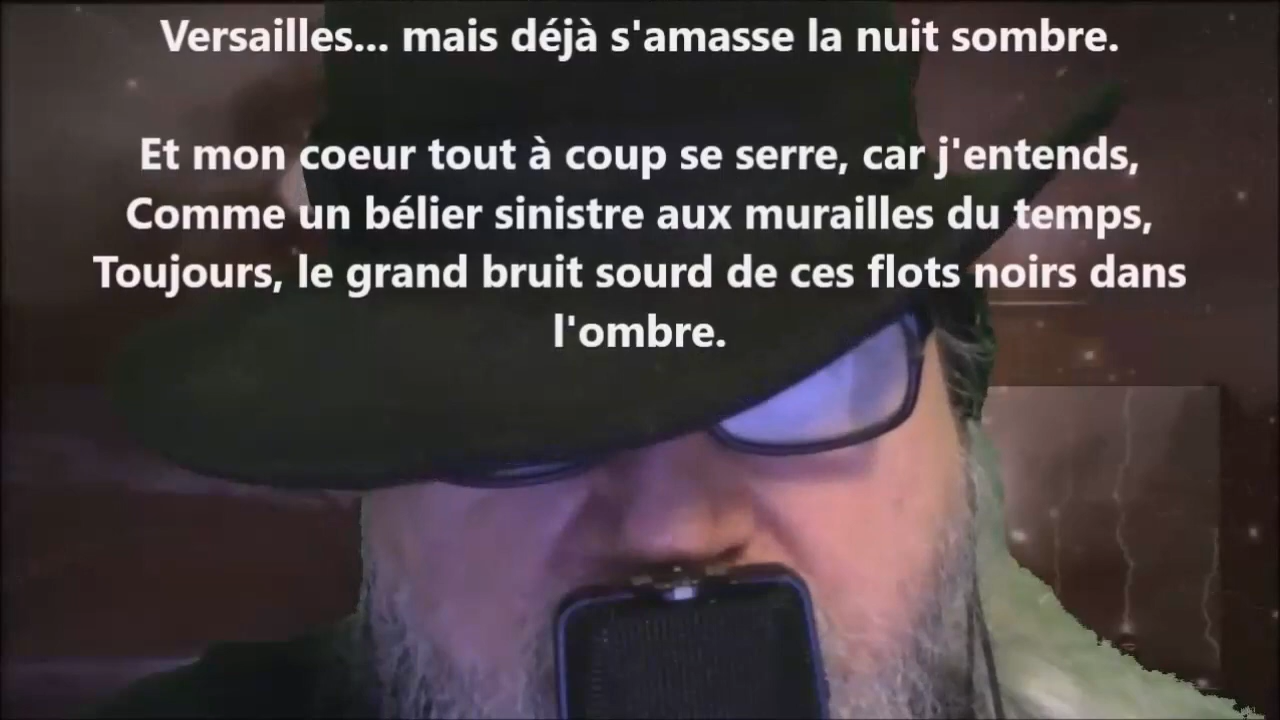 Versailles... mais déjà s'amasse la nuit sombre.
Et mon coeur tout à coup se serre, car j'entends,
Comme un bélier sinistre aux murailles du temps,
Toujours, le grand bruit sourd de ces flots noirs dans
l'ombre.